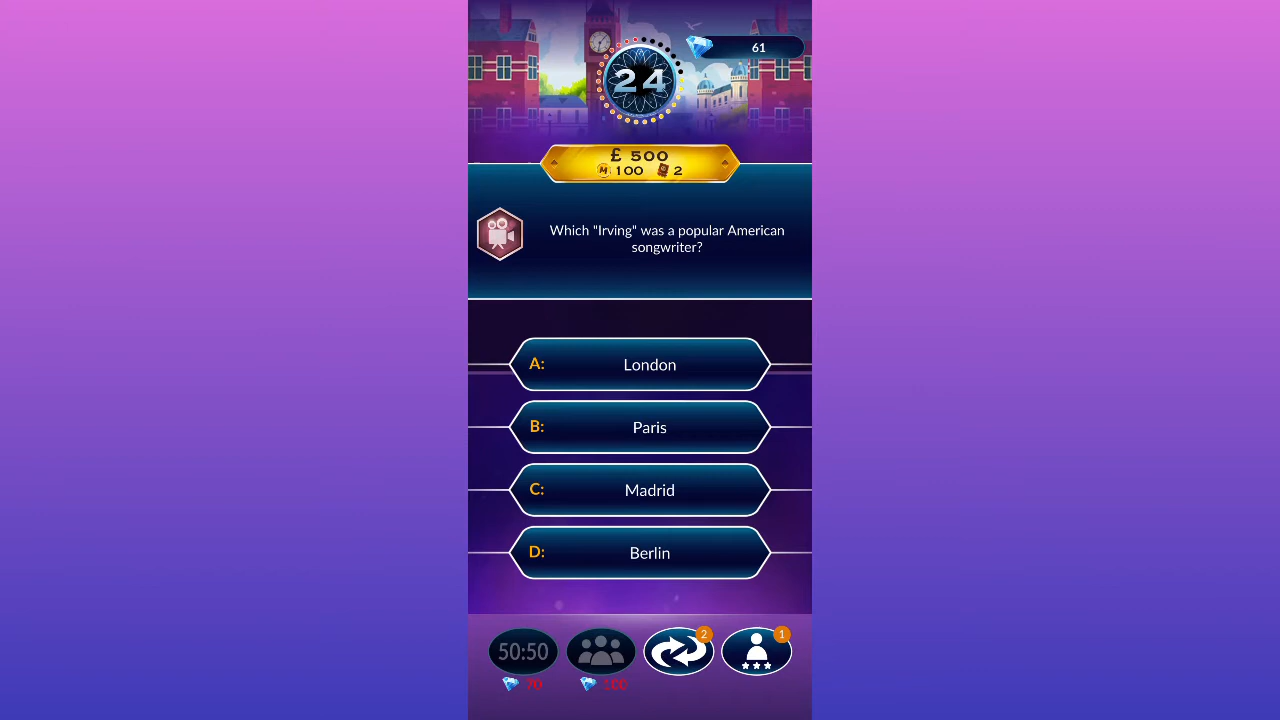 61
24
£ 500
100 2
Which "Irving" was a popular American
songwriter?
A: London
B: Paris
C: Madrid
D: Berlin
2 1
50:50
70 100